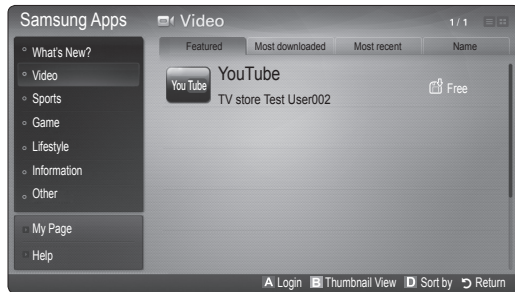 Samsung Apps
Video
1/1
What's New?
Video
Sports
Game
Lifestyle
Information
Other
My Page
Help
Featured
Most downloaded
Most recent
Name
You Tube
YouTube
TV store Test User002
Free
A Login B Thumbnail View D Sort by Return